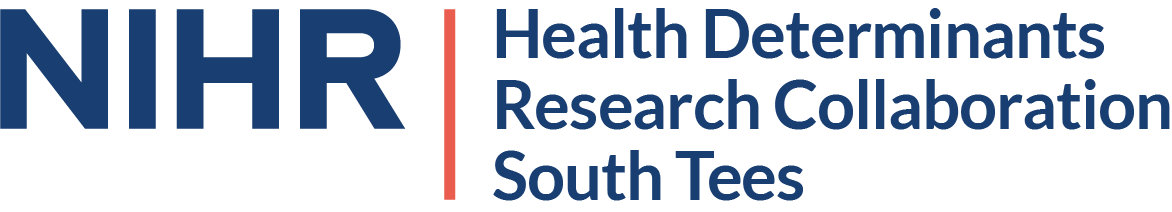 NIHR
Health Determinants
Research Collaboration
South Tees